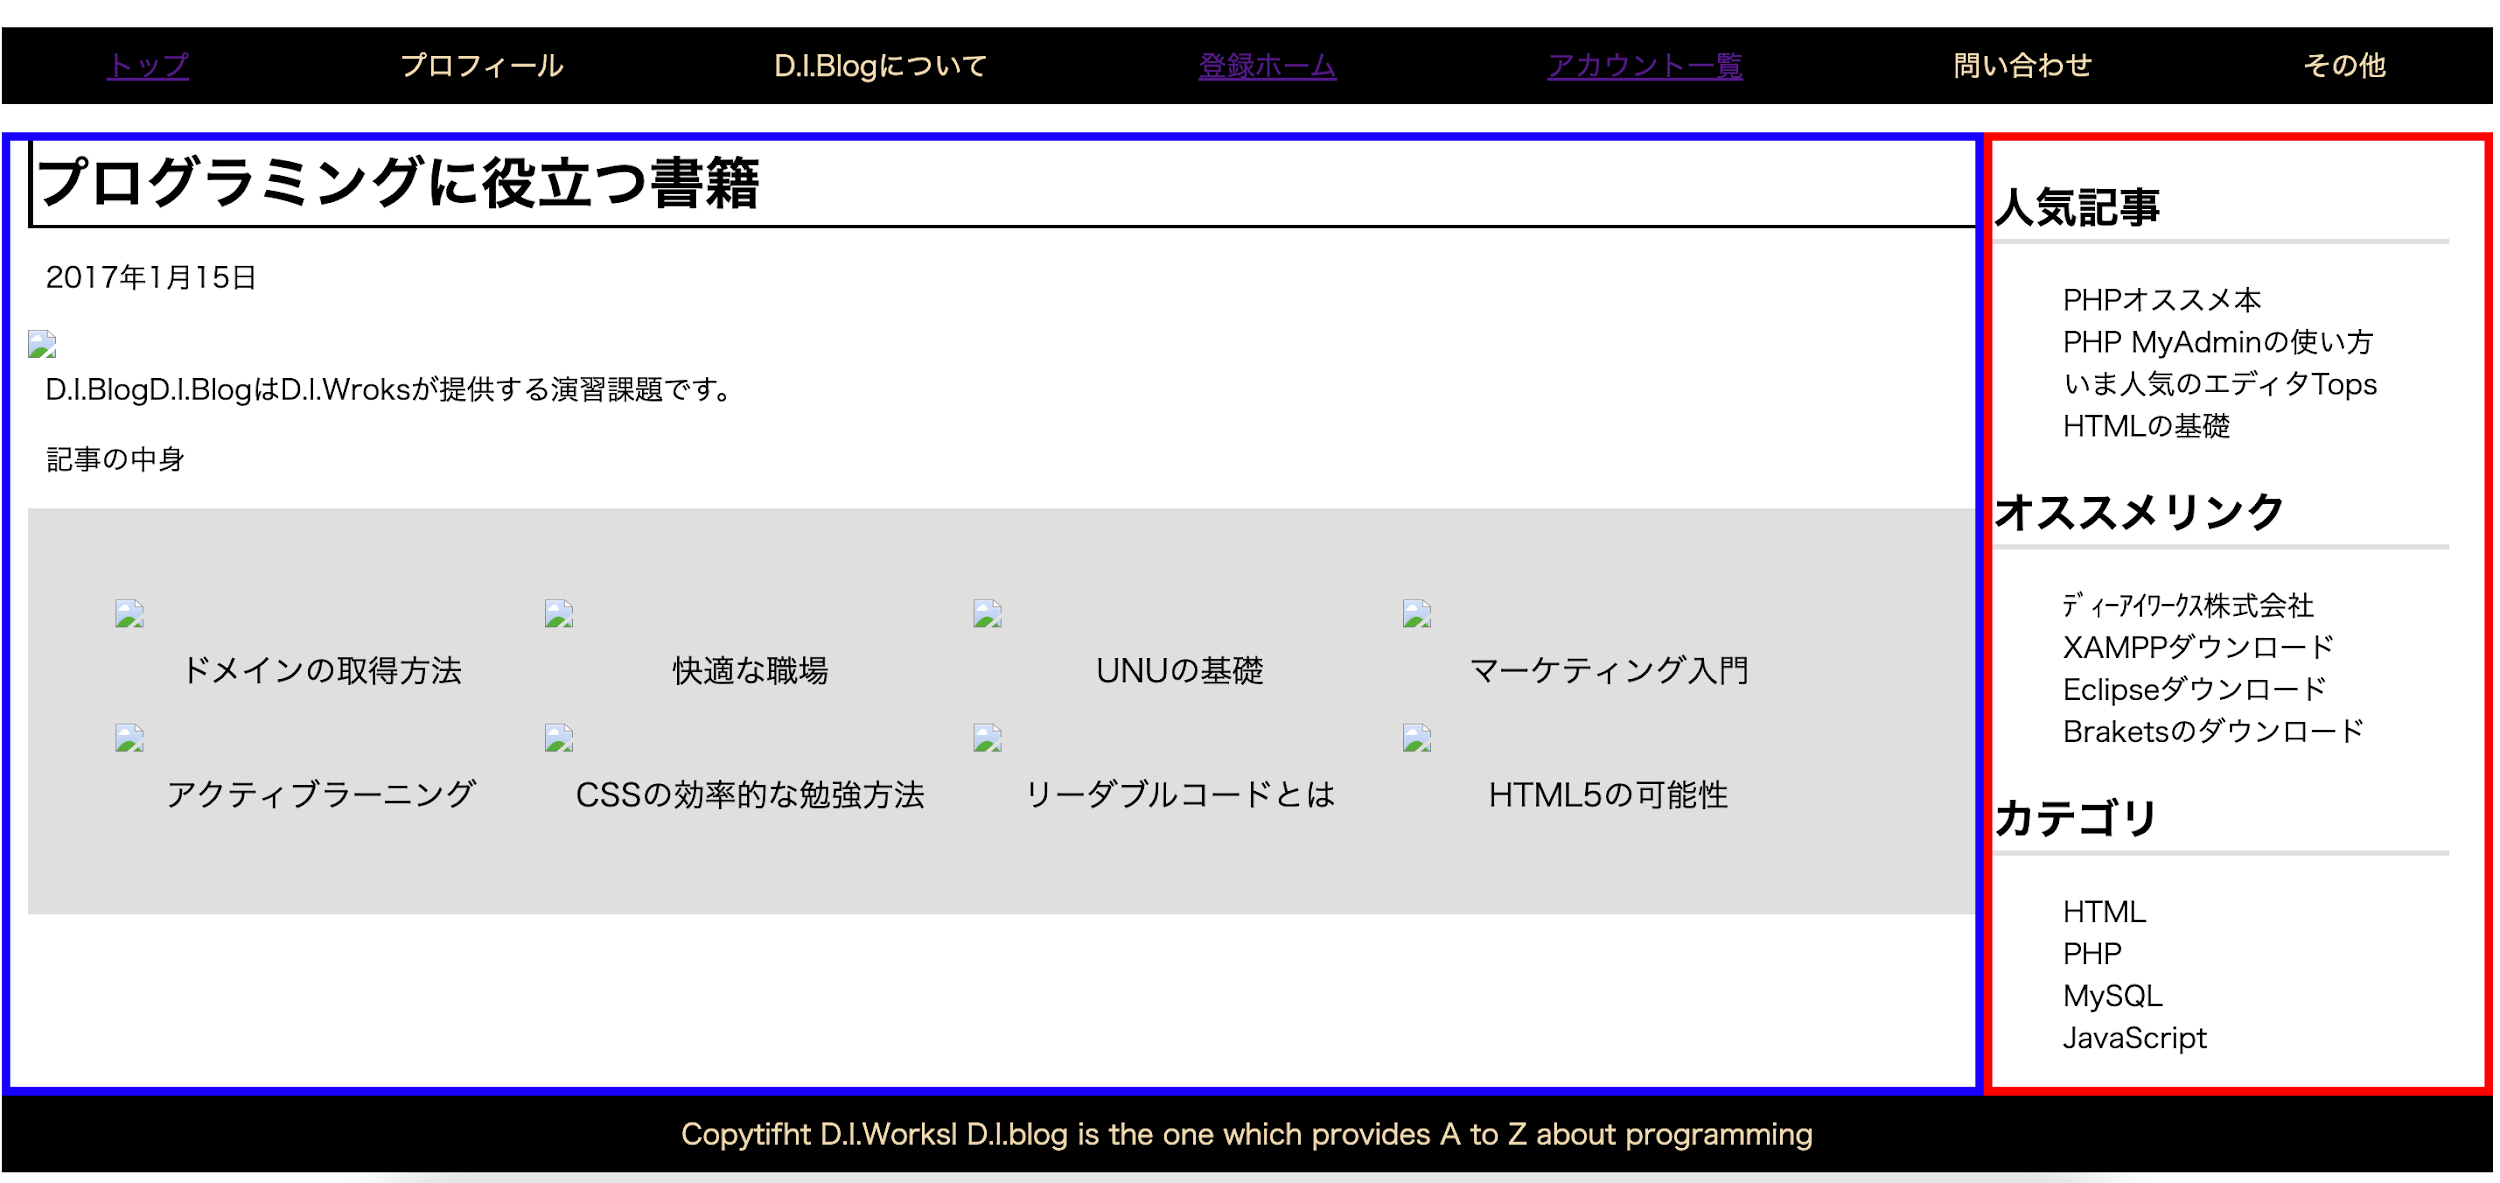 トップ プロフィール D.I.Blogについて 登録ホーム アカウント一覧 問い合わせ その他
プログラミングに役立つ書籍
2017年1月15日
D.I.BlogD.I.BlogはD.I.Wroksが提供する演習課題です。
記事の中身
ドメインの取得方法 快適な職場 UNUの基礎 マーケティング入門
アクティブラーニング CSSの効率的な勉強方法 リーダブルコードとは HTML5の可能性
人気記事
PHPオススメ本
PHP MyAdminの使い方
いま人気のエディタTops
HTMLの基礎
オススメリンク
ディーアイワークス株式会社
XAMPPダウンロード
Eclipseダウンロード
Braketsのダウンロード
カテゴリ
HTML
PHP
MySQL
JavaScript
Copytifht D.I.Worksl D.I.blog is the one which provides A to Z about programming